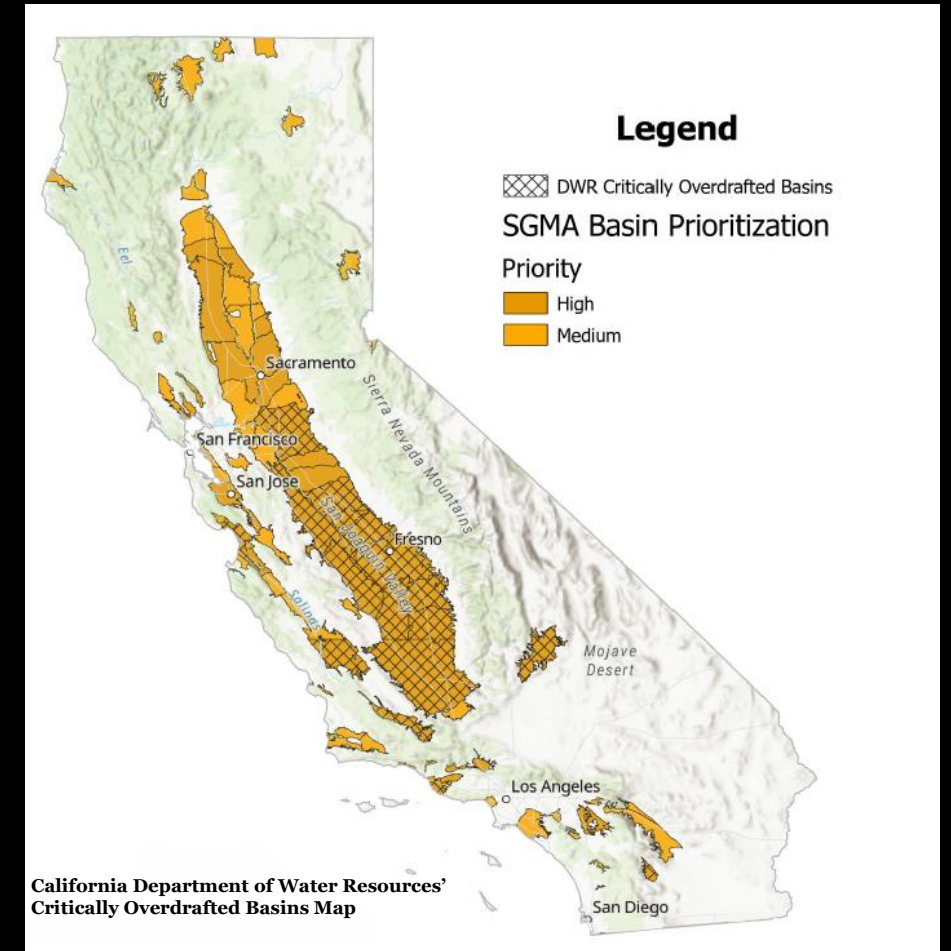 Legend
DWR Critically Overdrafted Basins
SGMA Basin Prioritization
Priority
High
Medium
Eel
Sacramento
Sierra Nevada Mountains
San Francisco
San Jose
San Joaquin Valley
Fresno
Salinas
Mojave
Desert
Los Angeles
San Diego
California Department of Water Resources’
Critically Overdrafted Basins Map